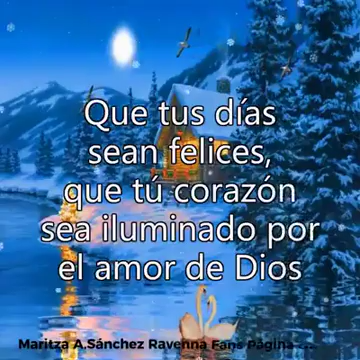 Que tus días
sean felices,
que tú corazón
sea iluminado por
el amor de Dios
Maritza A.Sánchez Ravenna Fans Página ...